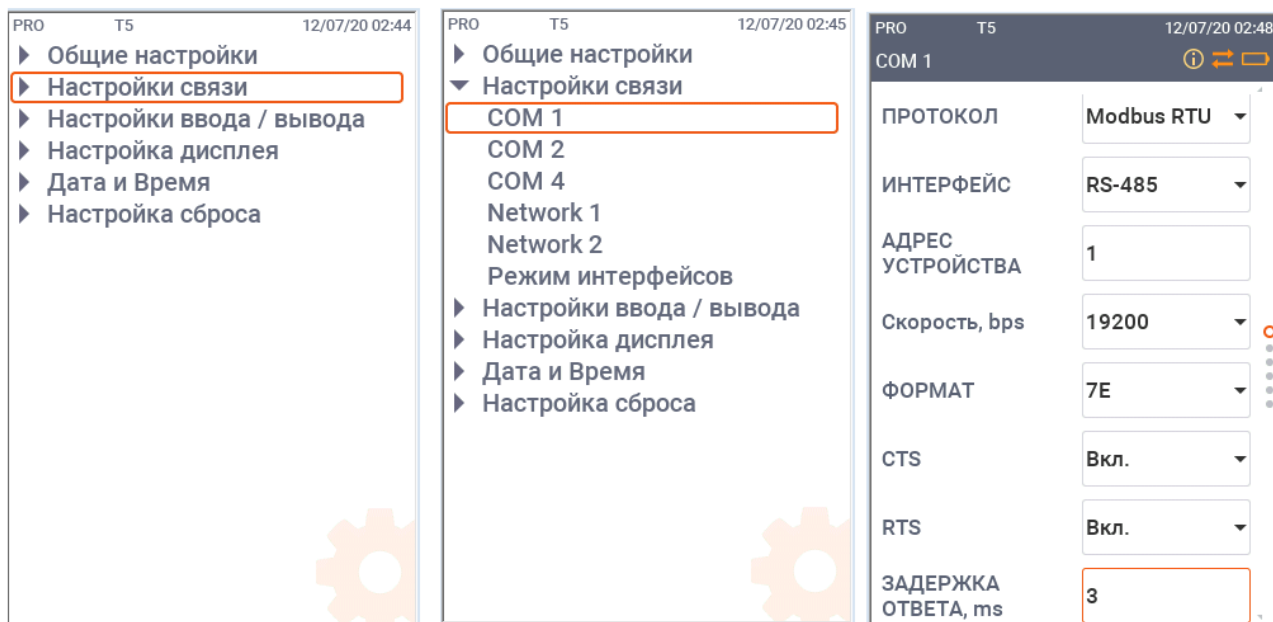 PRO T5 12/07/20 02:44
Общие настройки
Настройки связи
Настройки ввода / вывода
Настройка дисплея
Дата и Время
Настройка сброса
PRO T5 12/07/20 02:45
Общие настройки
Настройки связи
COM 1
COM 2
COM 4
Network 1
Network 2
Режим интерфейсов
Настройки ввода / вывода
Настройка дисплея
Дата и Время
Настройка сброса
PRO T5 12/07/20 02:48
COM 1
ПРОТОКОЛ Modbus RTU
ИНТЕРФЕЙС RS-485
АДРЕС
УСТРОЙСТВА 1
Скорость, bps 19200
ФОРМАТ 7E
CTS Вкл.
RTS Вкл.
ЗАДЕРЖКА
ОТВЕТА, ms 3